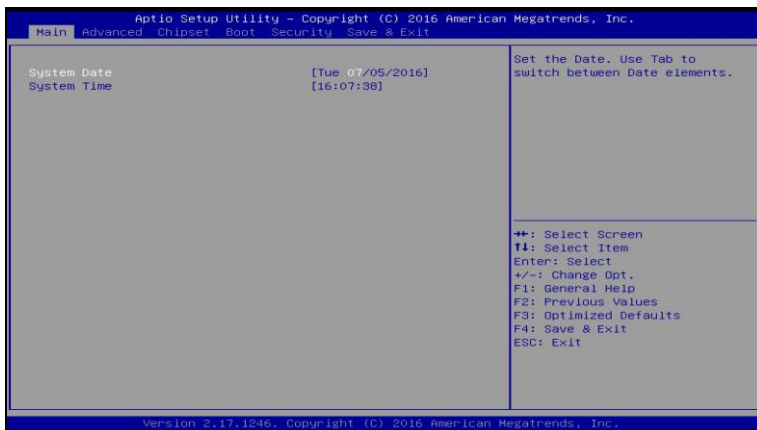 Aptio Setup Utility – Copyright (C) 2016 American Megatrends, Inc.
Main Advanced Chipset Boot Security Save & Exit
System Date [Tue 07/05/2016]
System Time [16:07:38]
Set the Date. Use Tab to
switch between Date elements.
→←: Select Screen
↑↓: Select Item
Enter: Select
+/-: Change Opt.
F1: General Help
F2: Previous Values
F3: Optimized Defaults
F4: Save & Exit
ESC: Exit
Version 2.17.1246. Copyright (C) 2016 American Megatrends, Inc.